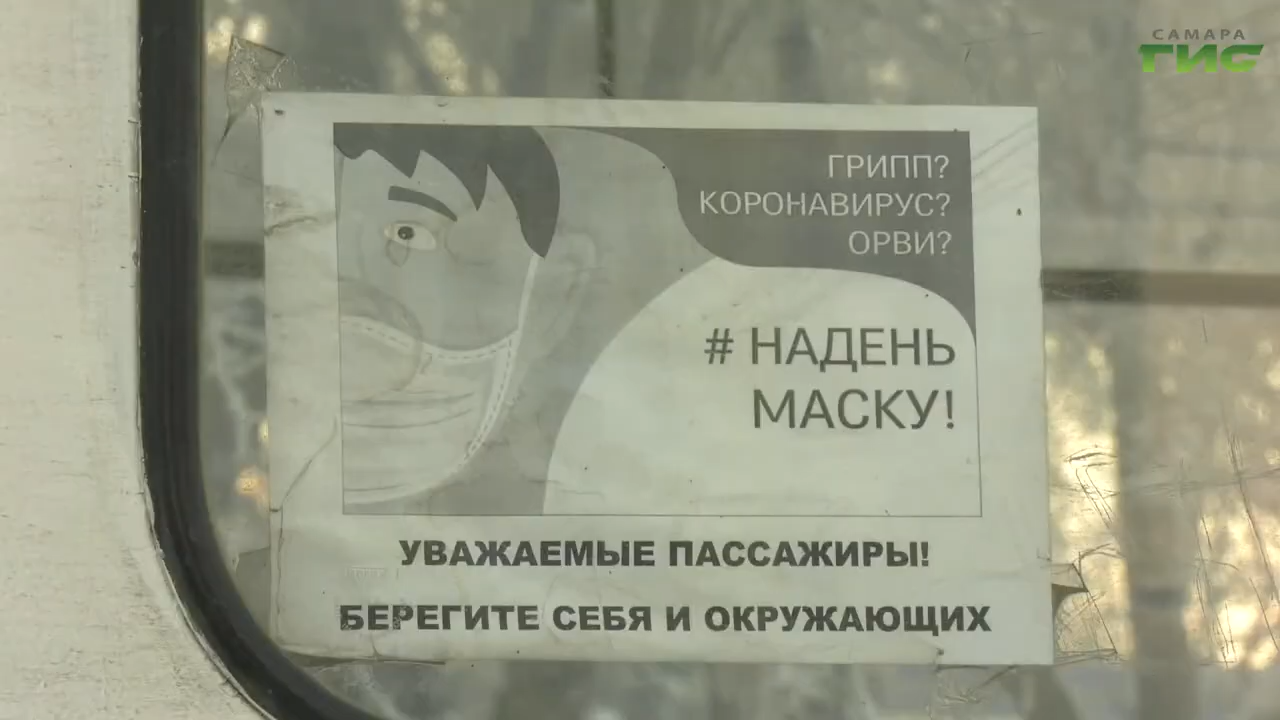 САМАРА
ГИС
ГРИПП?
КОРОНАВИРУС?
ОРВИ?
# НАДЕНЬ
МАСКУ!
УВАЖАЕМЫЕ ПАССАЖИРЫ!
БЕРЕГИТЕ СЕБЯ И ОКРУЖАЮЩИХ